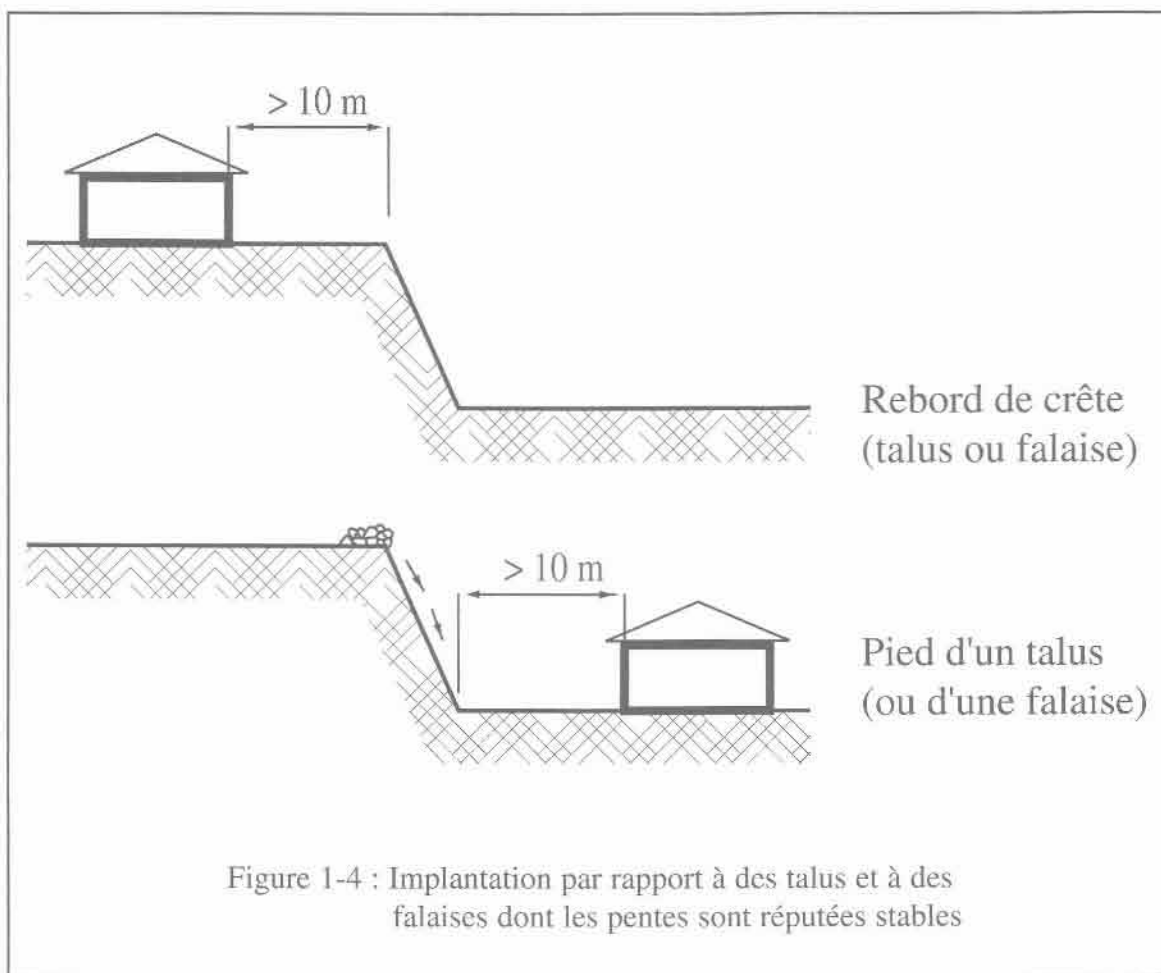 > 10 m
Rebord de crête
(talus ou falaise)
> 10 m
Pied d'un talus
(ou d'une falaise)
Figure 1-4 : Implantation par rapport à des talus et à des
falaises dont les pentes sont réputées stables